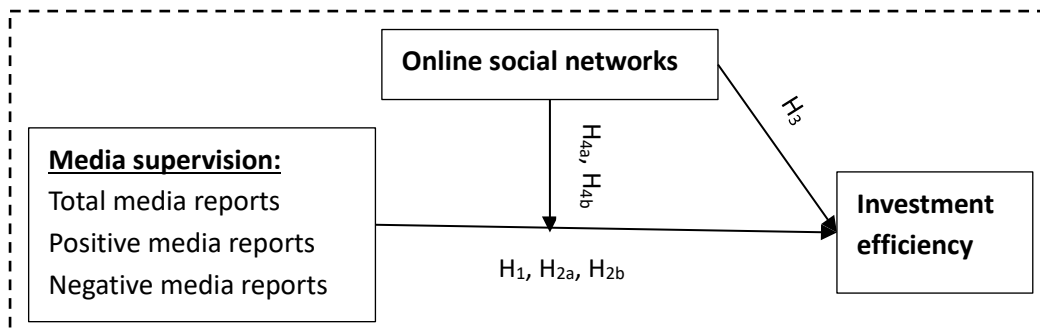 Online social networks
H3
H4a, H4b
Media supervision:
Total media reports
Positive media reports
Negative media reports
Investment
efficiency
H1, H2a, H2b